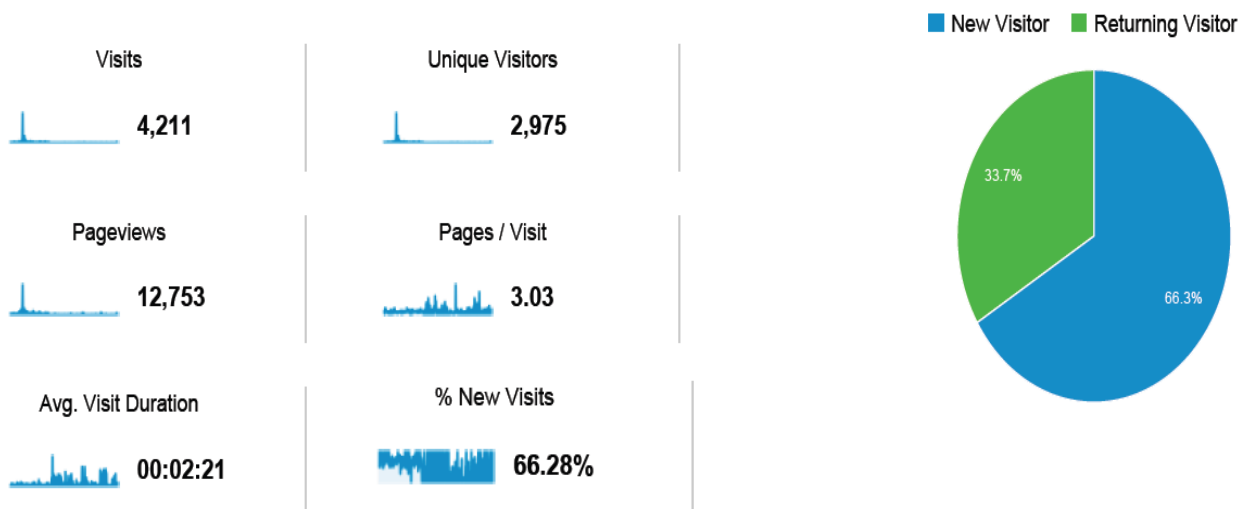 New Visitor
Returning Visitor
Visits
4,211
Unique Visitors
2,975
Pageviews
12,753
Pages / Visit
3.03
Avg. Visit Duration
00:02:21
% New Visits
66.28%
33.7%
66.3%